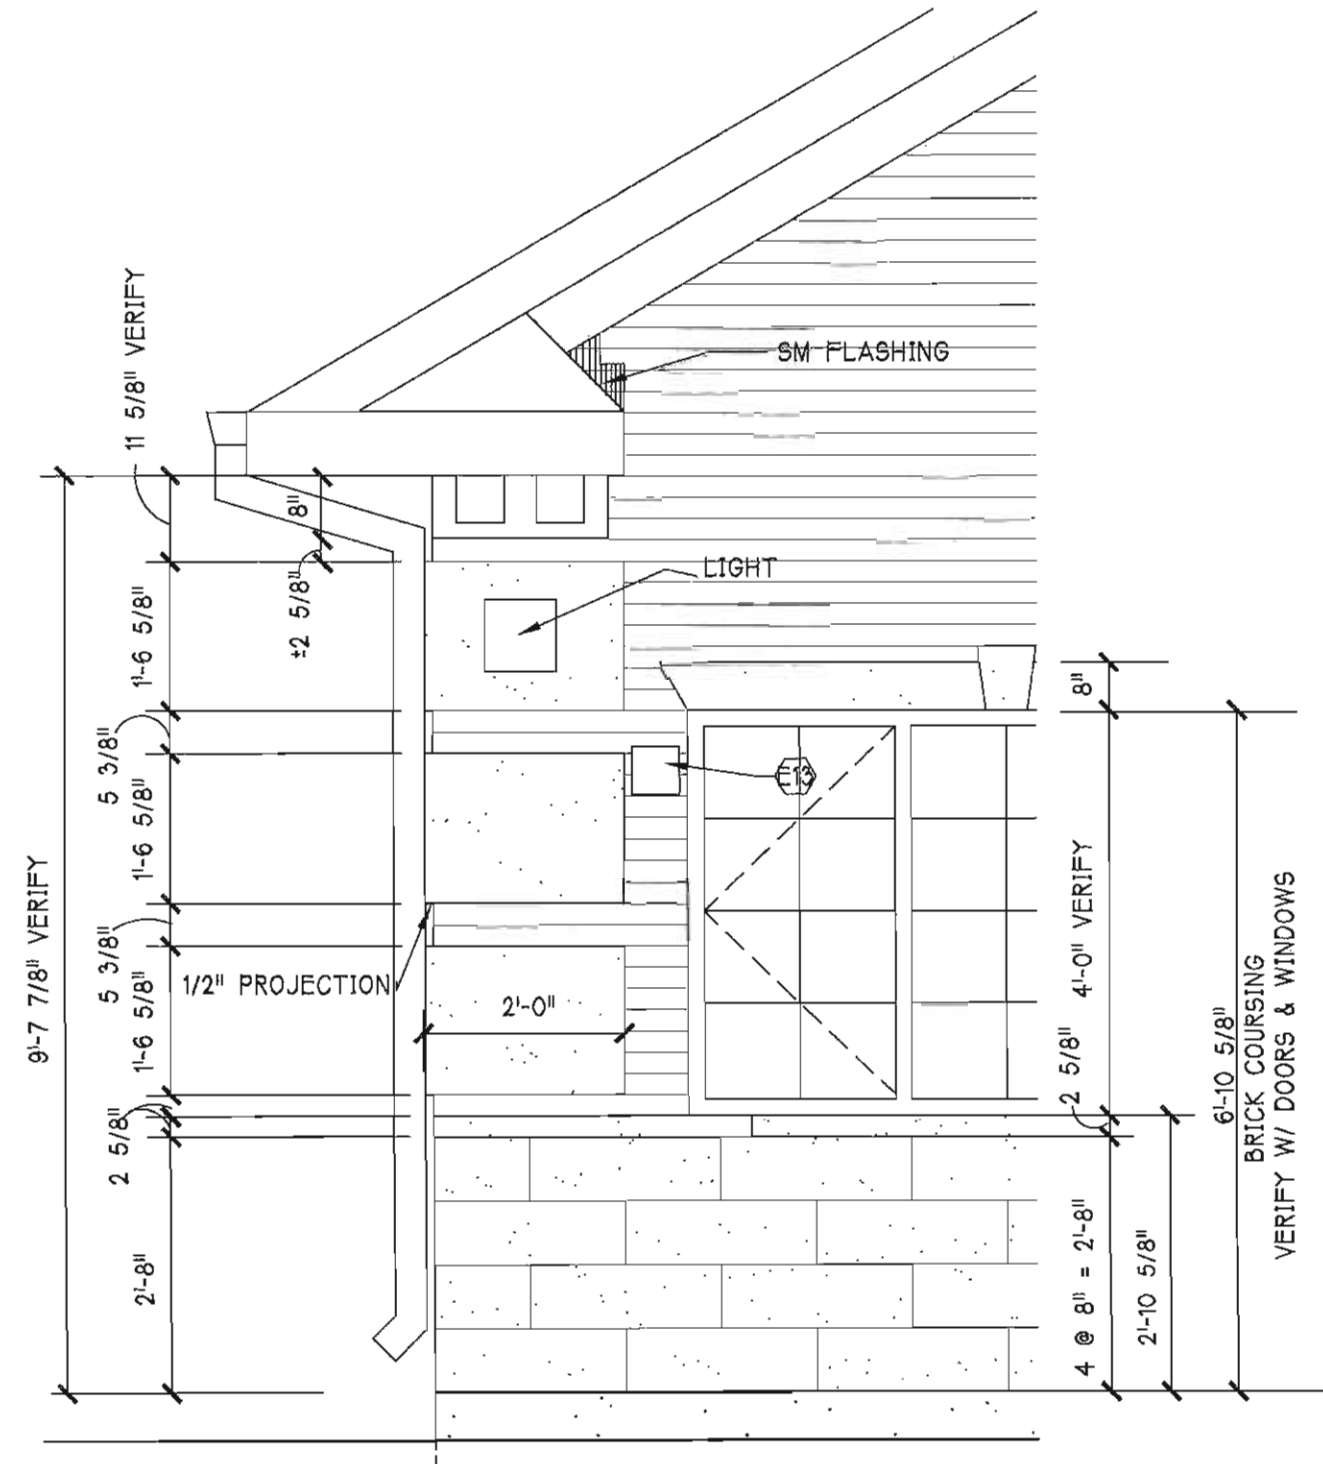 11 5/8" VERIFY
SM FLASHING
8"
±2 5/8"
LIGHT
1'-6 5/8"
8"
5 3/8"
E13
1'-6 5/8"
9'-7 7/8" VERIFY
4'-0" VERIFY
5 3/8"
1/2" PROJECTION
2'-0"
1'-6 5/8"
2 5/8"
2 5/8"
6'-10 5/8"
BRICK COURSING
VERIFY W/ DOORS & WINDOWS
2'-8"
4 @ 8" = 2'-8"
2'-10 5/8"